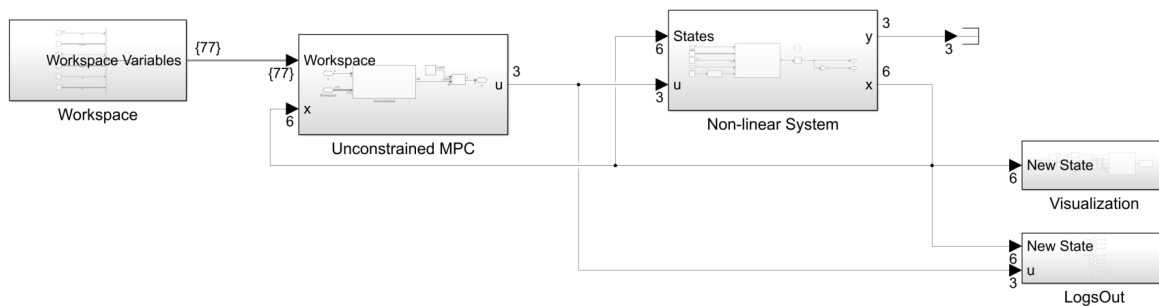 Workspace Variables
{77}
Workspace
Workspace
{77}
x
6
u
3
Unconstrained MPC
States
6
u
3
y
3
x
6
Non-linear System
3
New State
6
Visualization
New State
6
u
3
LogsOut